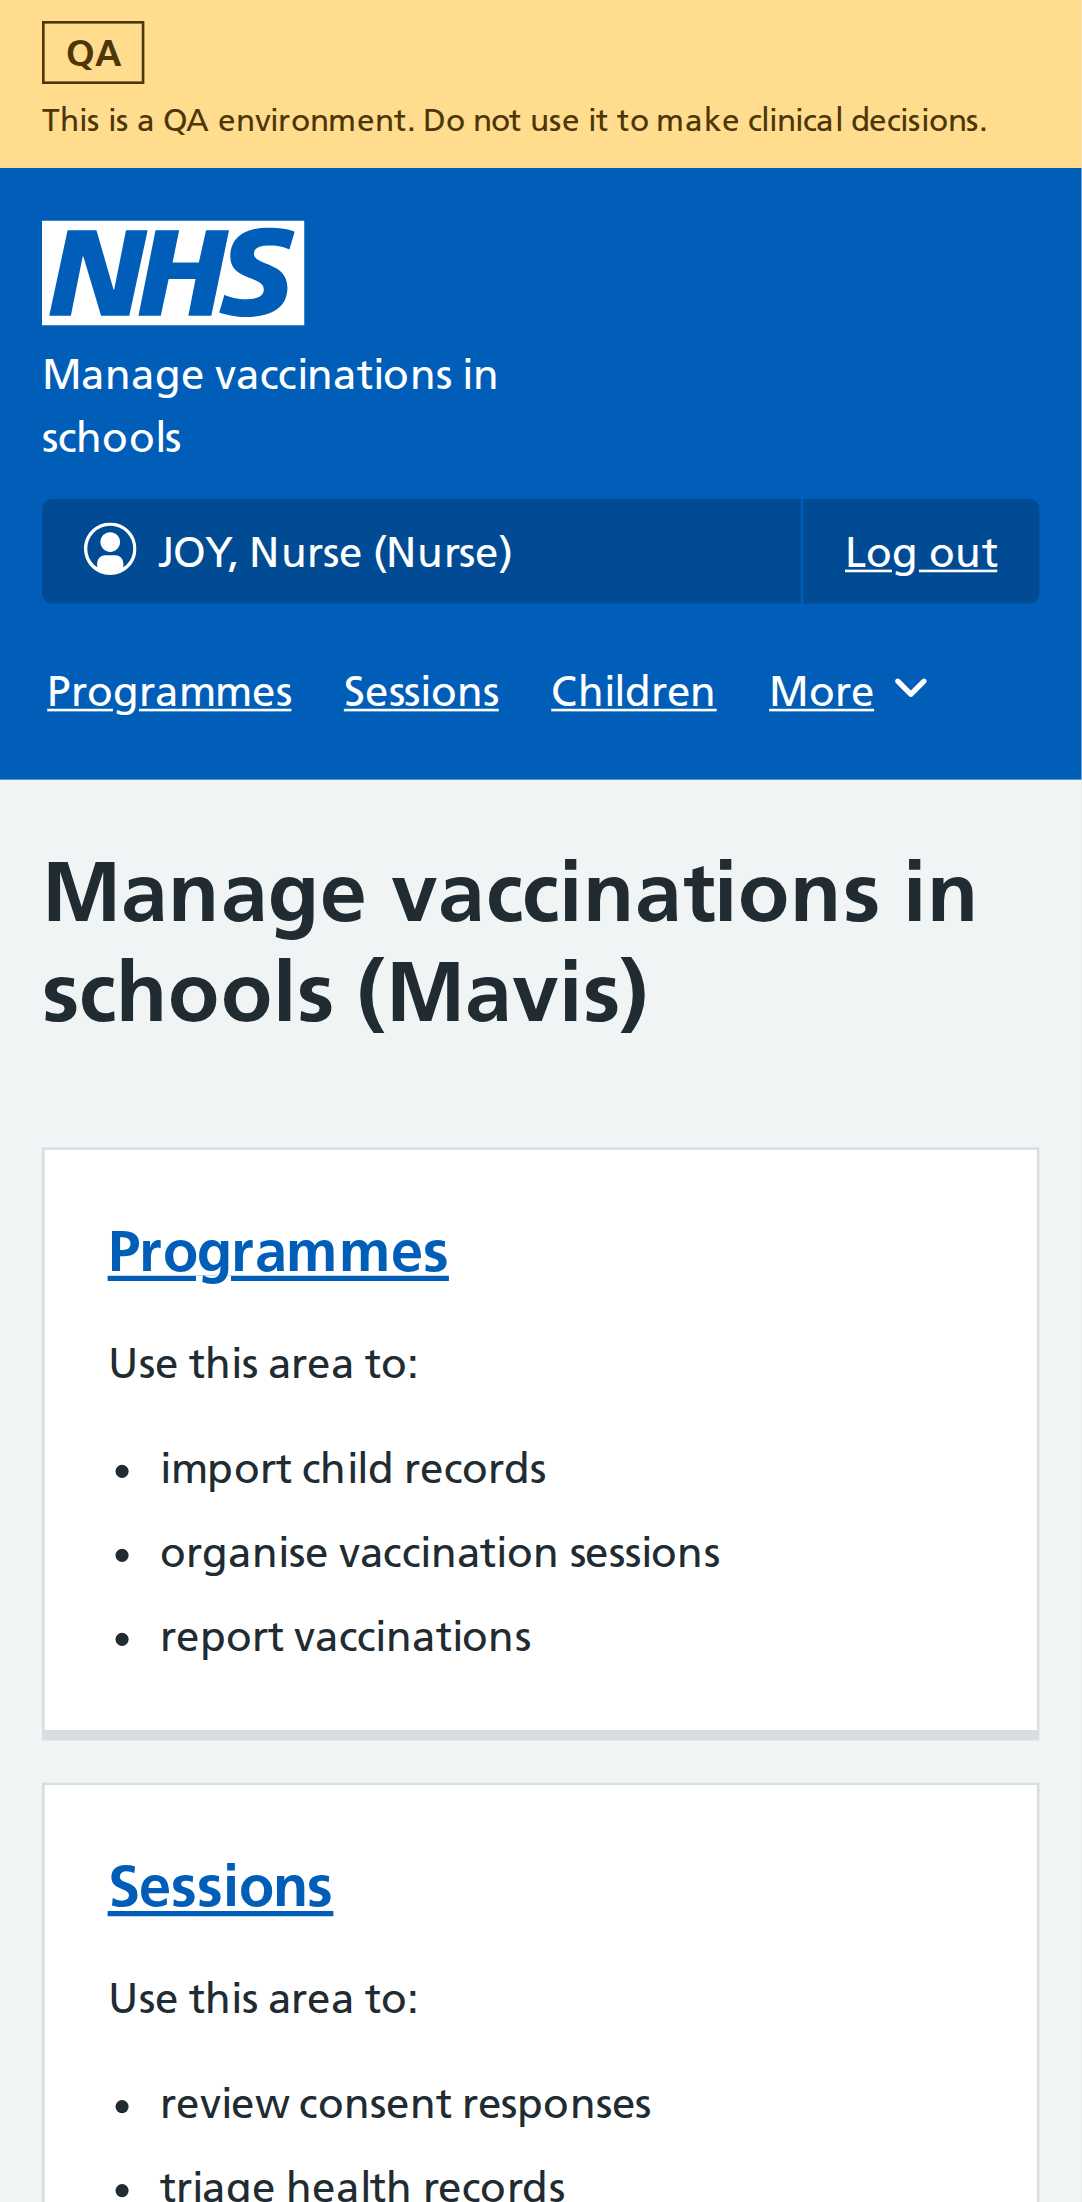 QA
This is a QA environment. Do not use it to make clinical decisions.
NHS
Manage vaccinations in
schools
JOY, Nurse (Nurse)
Log out
Programmes Sessions Children More
Manage vaccinations in
schools (Mavis)
Programmes
Use this area to:
• import child records
• organise vaccination sessions
• report vaccinations
Sessions
Use this area to:
• review consent responses
• triage health records